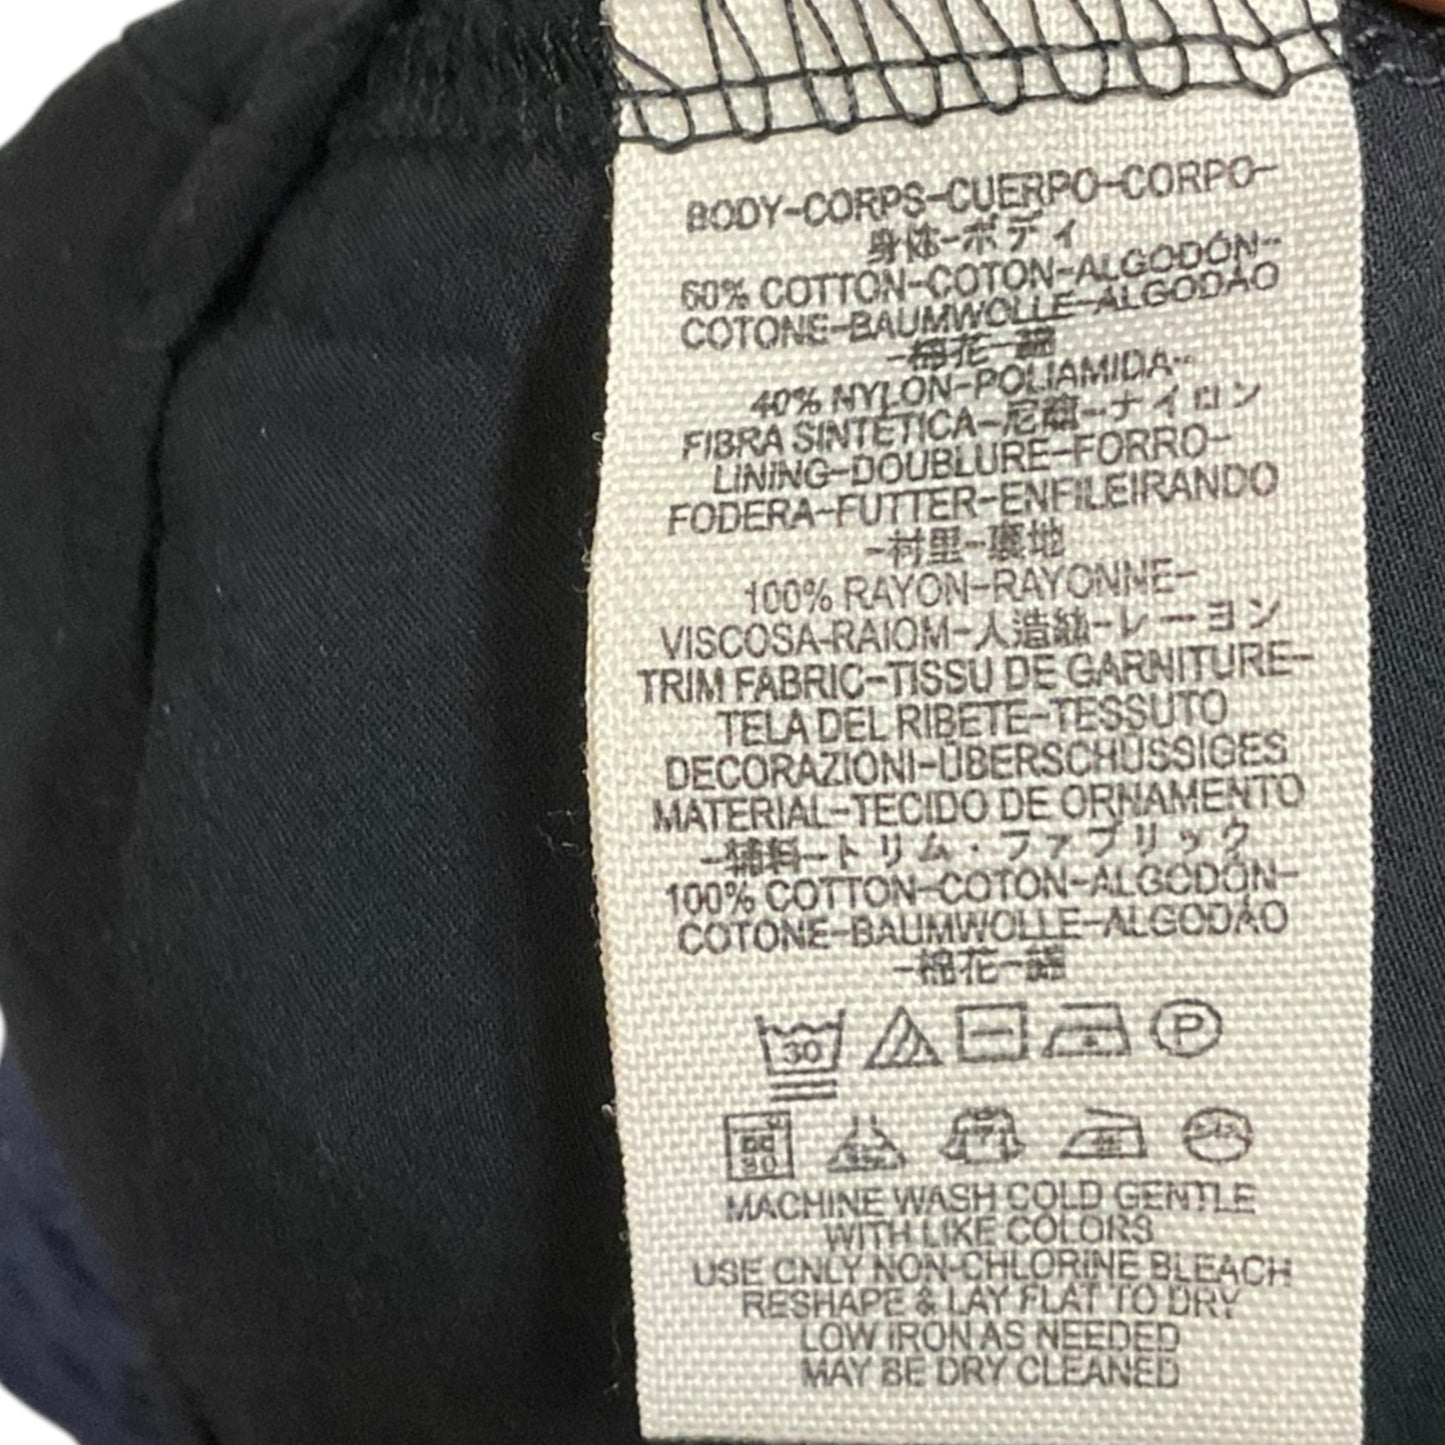 BODY-CORPS-CUERPO-CORPO-
身体-ボディ
60% COTTON-COTON-ALGODÓN-
COTONE-BAUMWOLLE-ALGODÃO
-棉花-綿
40% NYLON-POLIAMIDA-
FIBRA SINTÉTICA-尼龍-ナイロン
LINING-DOUBLURE-FORRO-
FODERA-FUTTER-ENFILEIRANDO
-村里-裏地
100% RAYON-RAYONNE-
VISCOSA-RAIOM-人造絲-レーヨン
TRIM FABRIC-TISSU DE GARNITURE-
TELA DEL RIBETE-TESSUTO
DECORAZIONI-ÜBERSCHÜSSIGES
MATERIAL-TECIDO DE ORNAMENTO
-輔料-トリム・ファブリック
100% COTTON-COTON-ALGODÓN-
COTONE-BAUMWOLLE-ALGODÃO
-棉花-綿
30 P
MACHINE WASH COLD GENTLE
WITH LIKE COLORS
USE ONLY NON-CHLORINE BLEACH
RESHAPE & LAY FLAT TO DRY
LOW IRON AS NEEDED
MAY BE DRY CLEANED